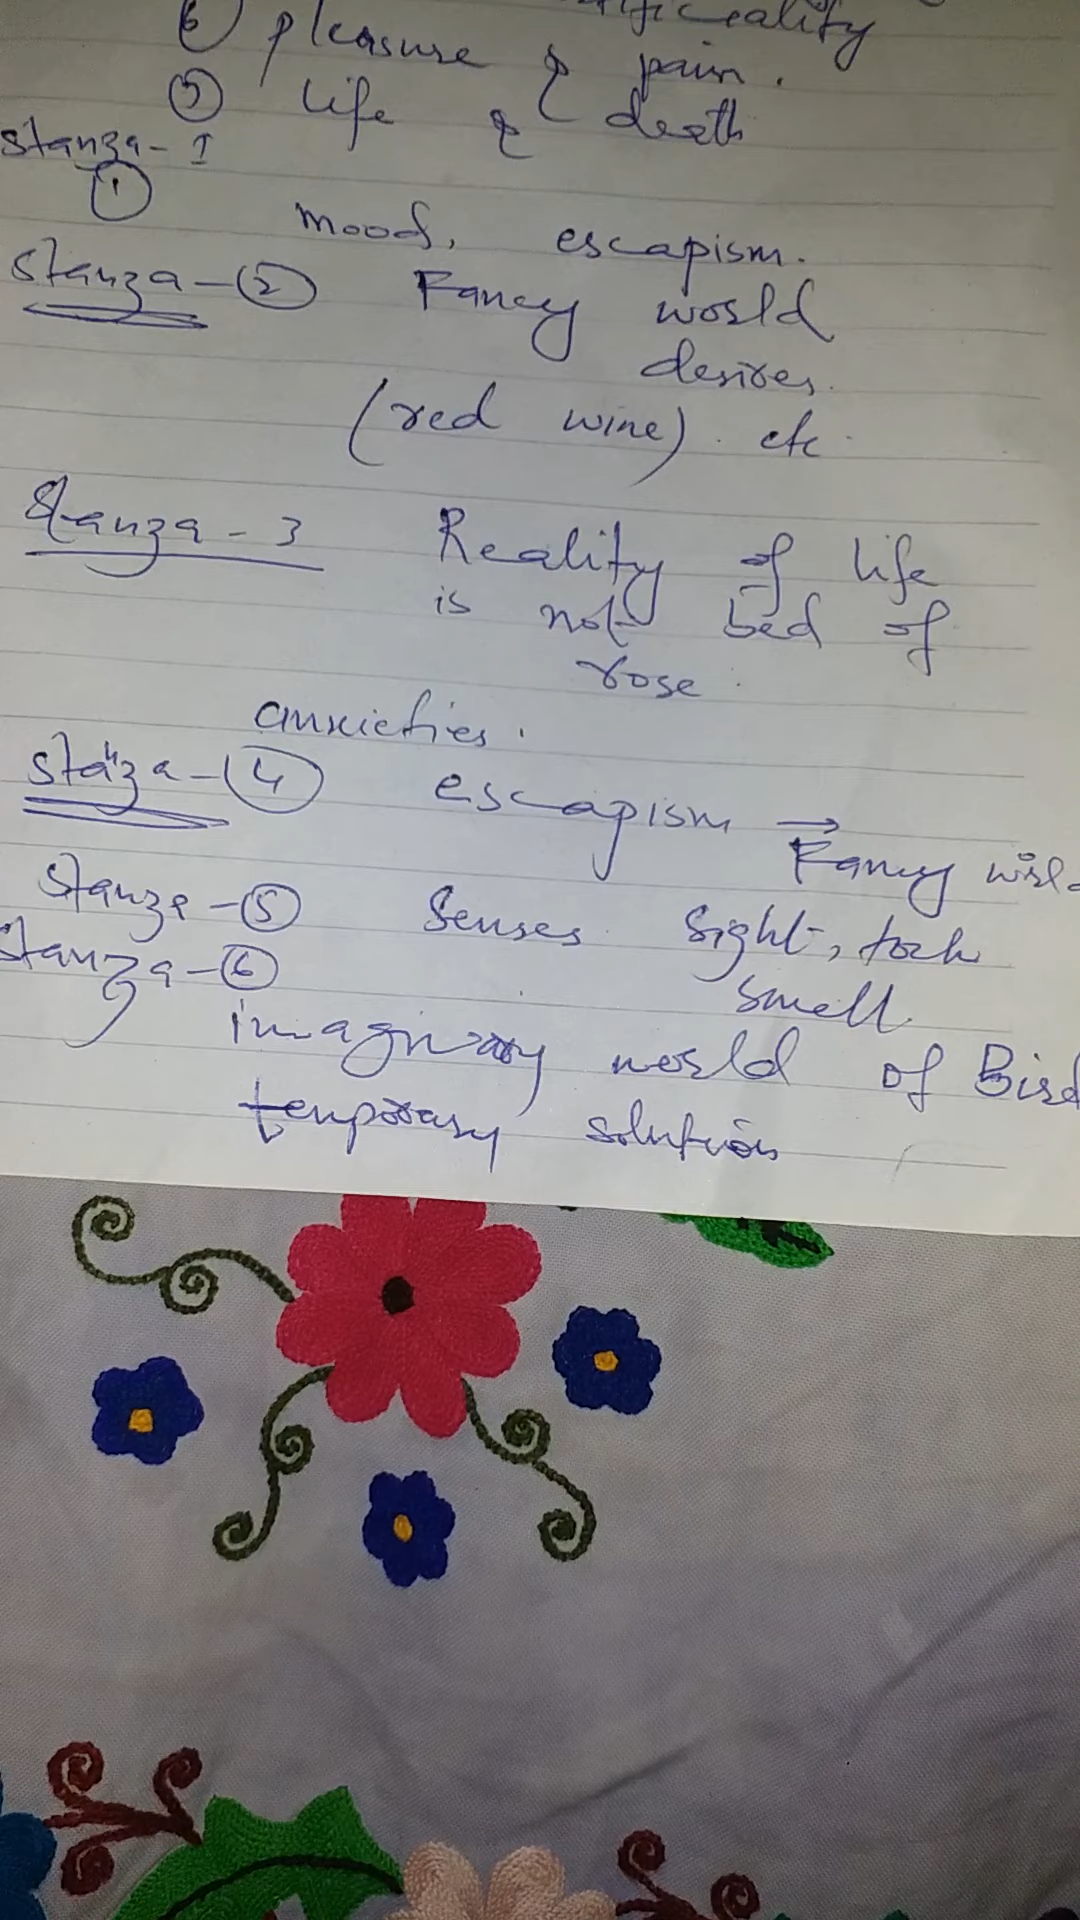 ⑥ pleasure & pain.
⑦ life & death
Stanza - I
①
mood, escapism.
Stanza - ② Fancy world
desires.
(red wine). etc.
Stanza - 3 Reality of life
is not bed of
rose.
anxieties.
Stanza - ④ escapism → Fancy
Stanza - ⑤ Senses sight,
smell
Stanza - ⑥
imaginary world of
temporary solution